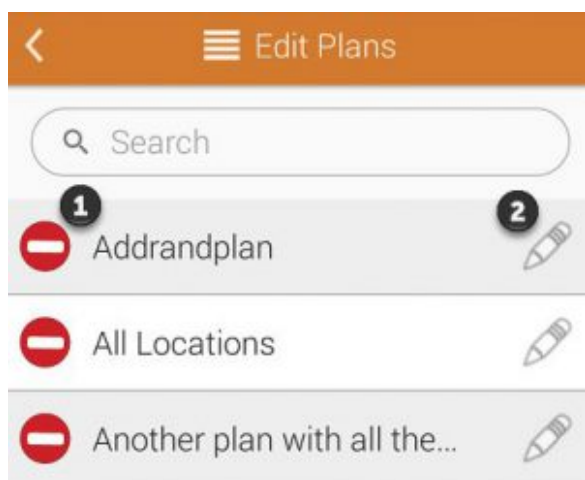 Edit Plans
Search
1
2
Addrandplan
All Locations
Another plan with all the...